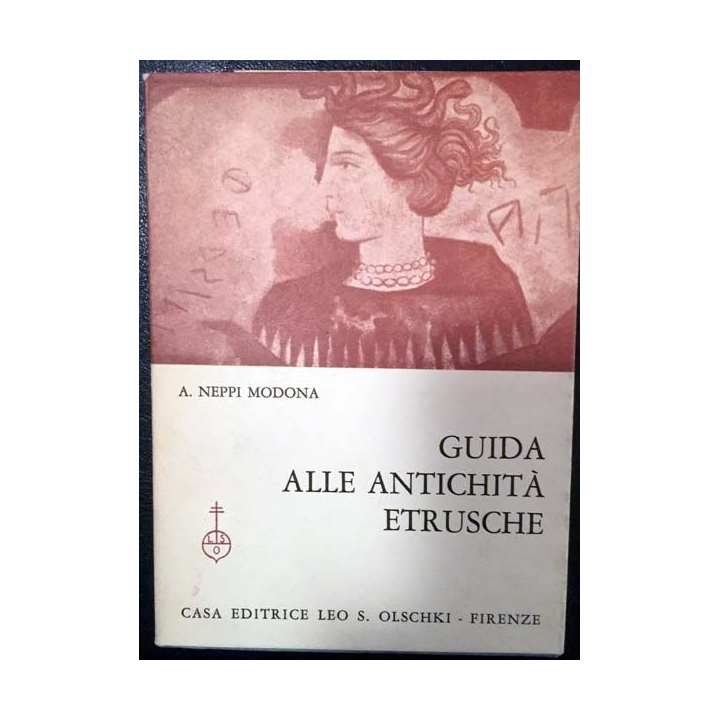 A. NEPPI MODONA
GUIDA
ALLE ANTICHITÀ
ETRUSCHE
L S
O
CASA EDITRICE LEO S. OLSCHKI - FIRENZE